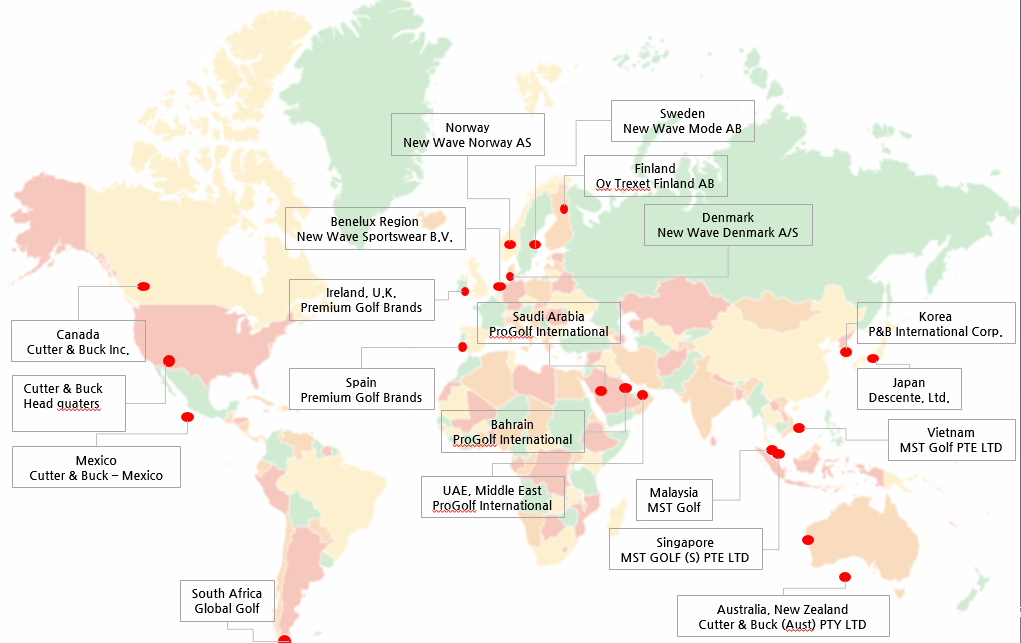 Sweden
New Wave Mode AB
Norway
New Wave Norway AS
Finland
Oy Trexet Finland AB
Benelux Region
New Wave Sportswear B.V.
Denmark
New Wave Denmark A/S
Ireland, U.K.
Premium Golf Brands
Saudi Arabia
ProGolf International
Korea
P&B International Corp.
Canada
Cutter & Buck Inc.
Cutter & Buck
Head quaters
Spain
Premium Golf Brands
Japan
Descente, Ltd.
Bahrain
ProGolf International
Vietnam
MST Golf PTE LTD
Mexico
Cutter & Buck – Mexico
UAE, Middle East
ProGolf International
Malaysia
MST Golf
Singapore
MST GOLF (S) PTE LTD
South Africa
Global Golf
Australia, New Zealand
Cutter & Buck (Aust) PTY LTD